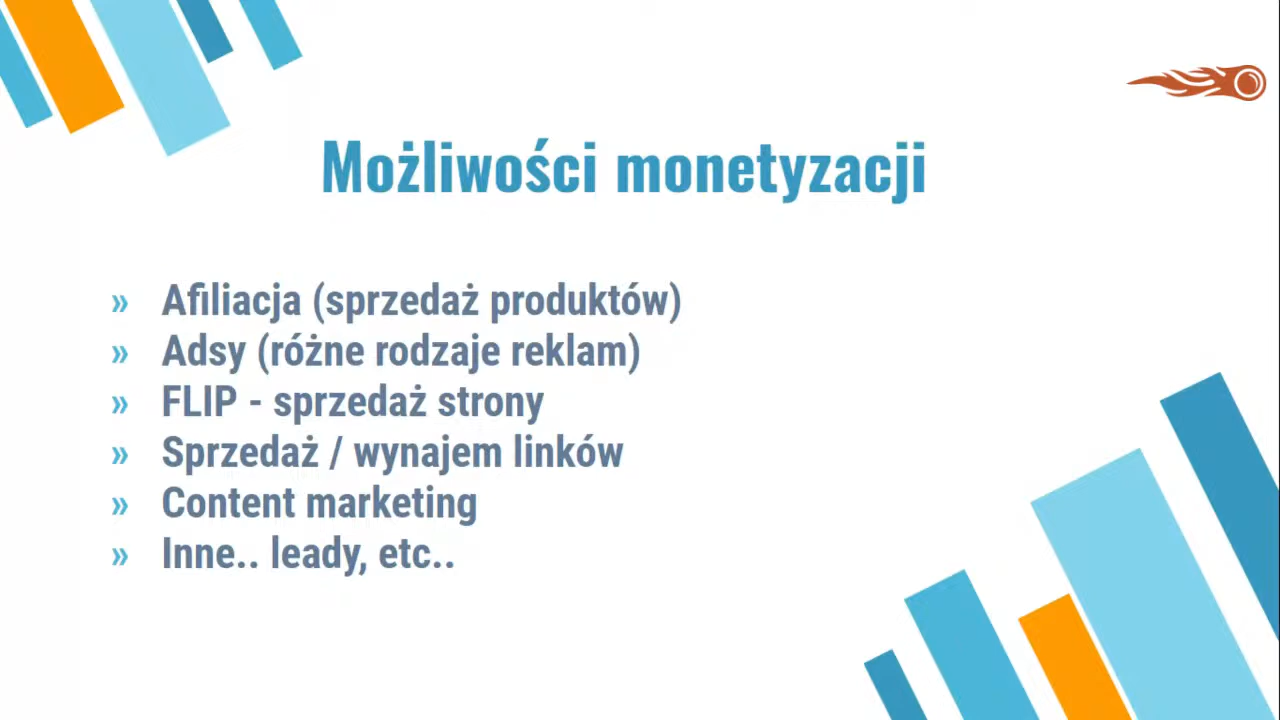 Możliwości monetyzacji
» Afiliacja (sprzedaż produktów)
» Adsy (różne rodzaje reklam)
» FLIP - sprzedaż strony
» Sprzedaż / wynajem linków
» Content marketing
» Inne.. leady, etc..